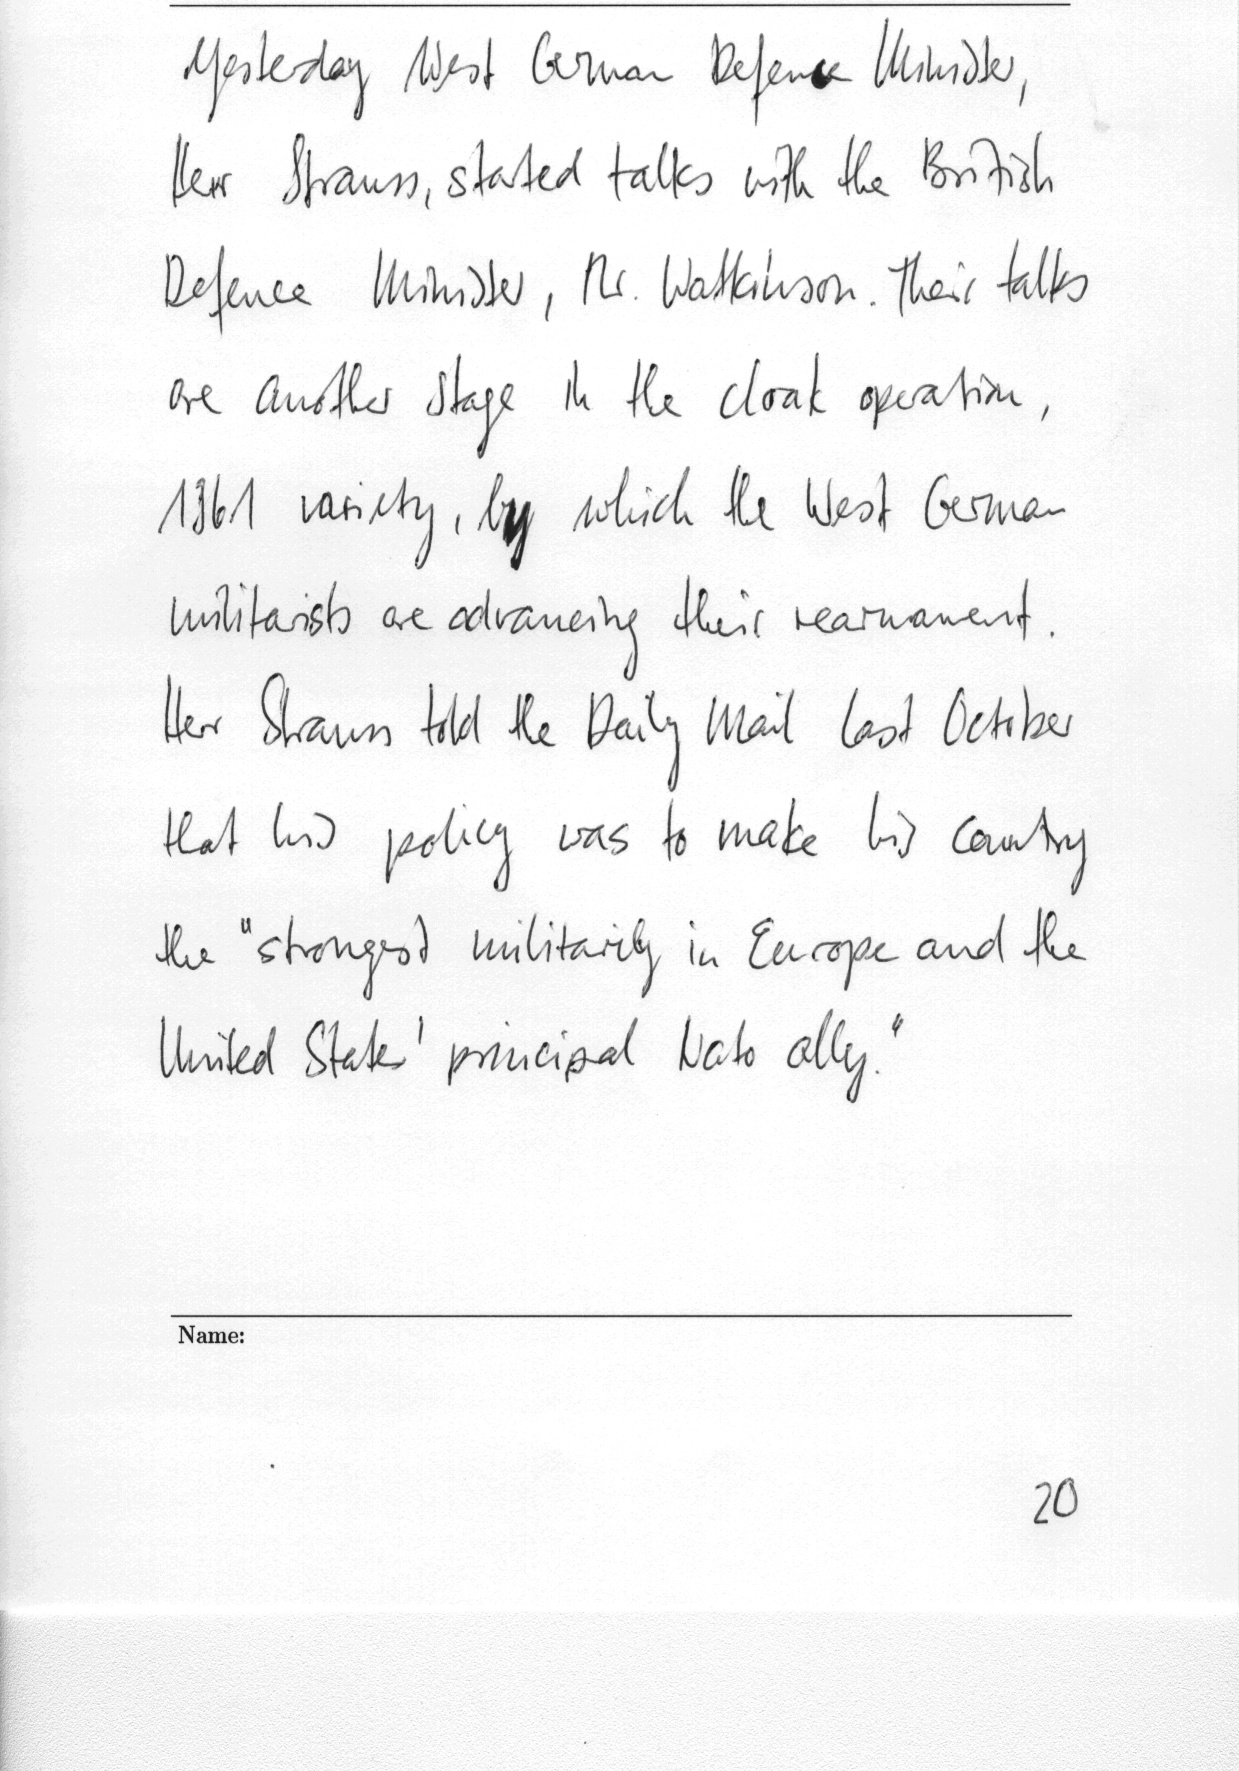 Yesterday West German Defence Minister,
Herr Strauss, started talks with the British
Defence Minister, Mr. Watkinson. Their talks
are another stage in the cloak operation,
1961 variety, by which the West German
militarists are advancing their rearmament.
Herr Strauss told the Daily Mail last October
that his policy was to make his country
the "strongest militarily in Europe and the
United States' principal Nato ally."
Name:
20